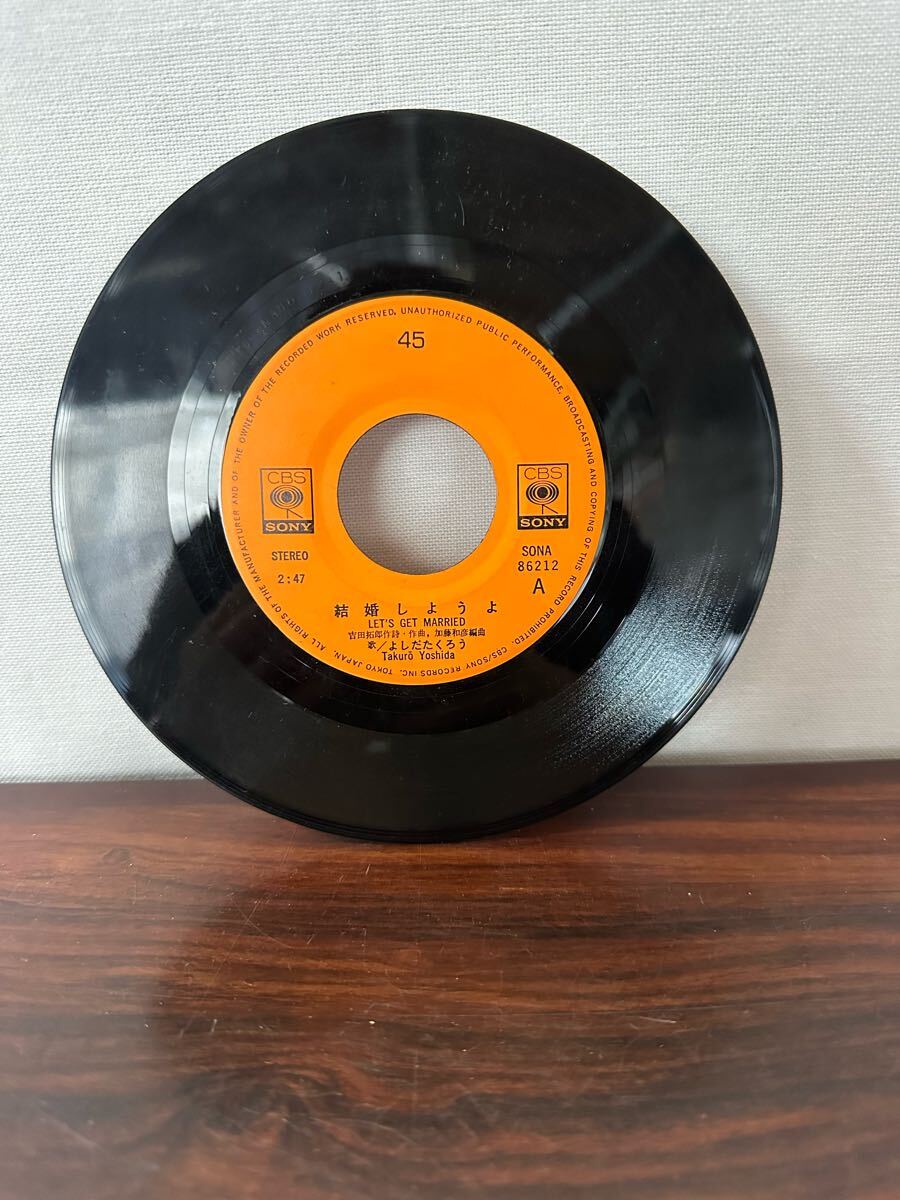 ALL RIGHTS OF THE MANUFACTURER AND OF THE OWNER OF THE RECORDED WORK RESERVED. UNAUTHORIZED PUBLIC PERFORMANCE, BROADCASTING AND COPYING OF THIS RECORD PROHIBITED. CBS/SONY RECORDS INC. TOKYO JAPAN.
45
CBS
SONY
CBS
SONY
STEREO
2:47
SONA
86212
A
結婚しようよ
LET'S GET MARRIED
吉田拓郎作詩・作曲, 加藤和彦編曲
歌/よしだたくろう
Takurō Yoshida